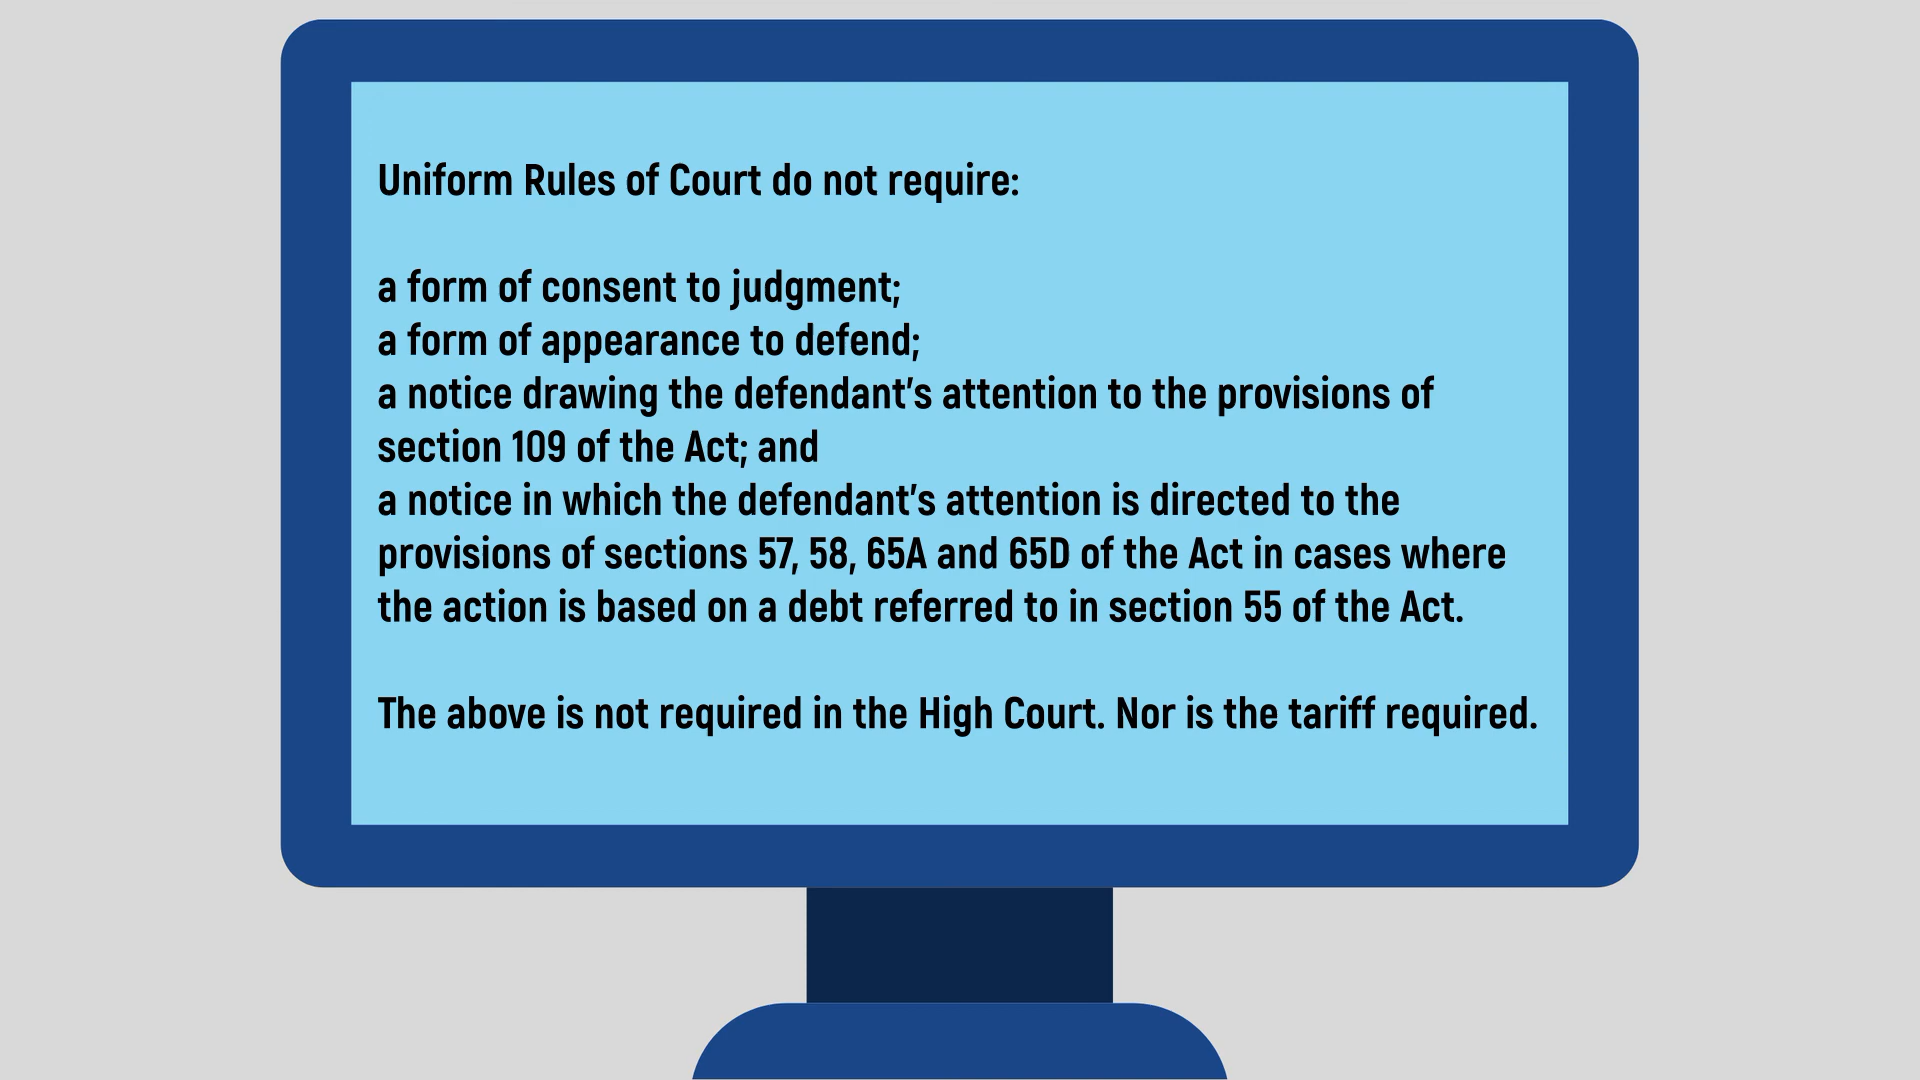 Uniform Rules of Court do not require:
a form of consent to judgment;
a form of appearance to defend;
a notice drawing the defendant's attention to the provisions of
section 109 of the Act; and
a notice in which the defendant's attention is directed to the
provisions of sections 57, 58, 65A and 65D of the Act in cases where
the action is based on a debt referred to in section 55 of the Act.
The above is not required in the High Court. Nor is the tariff required.